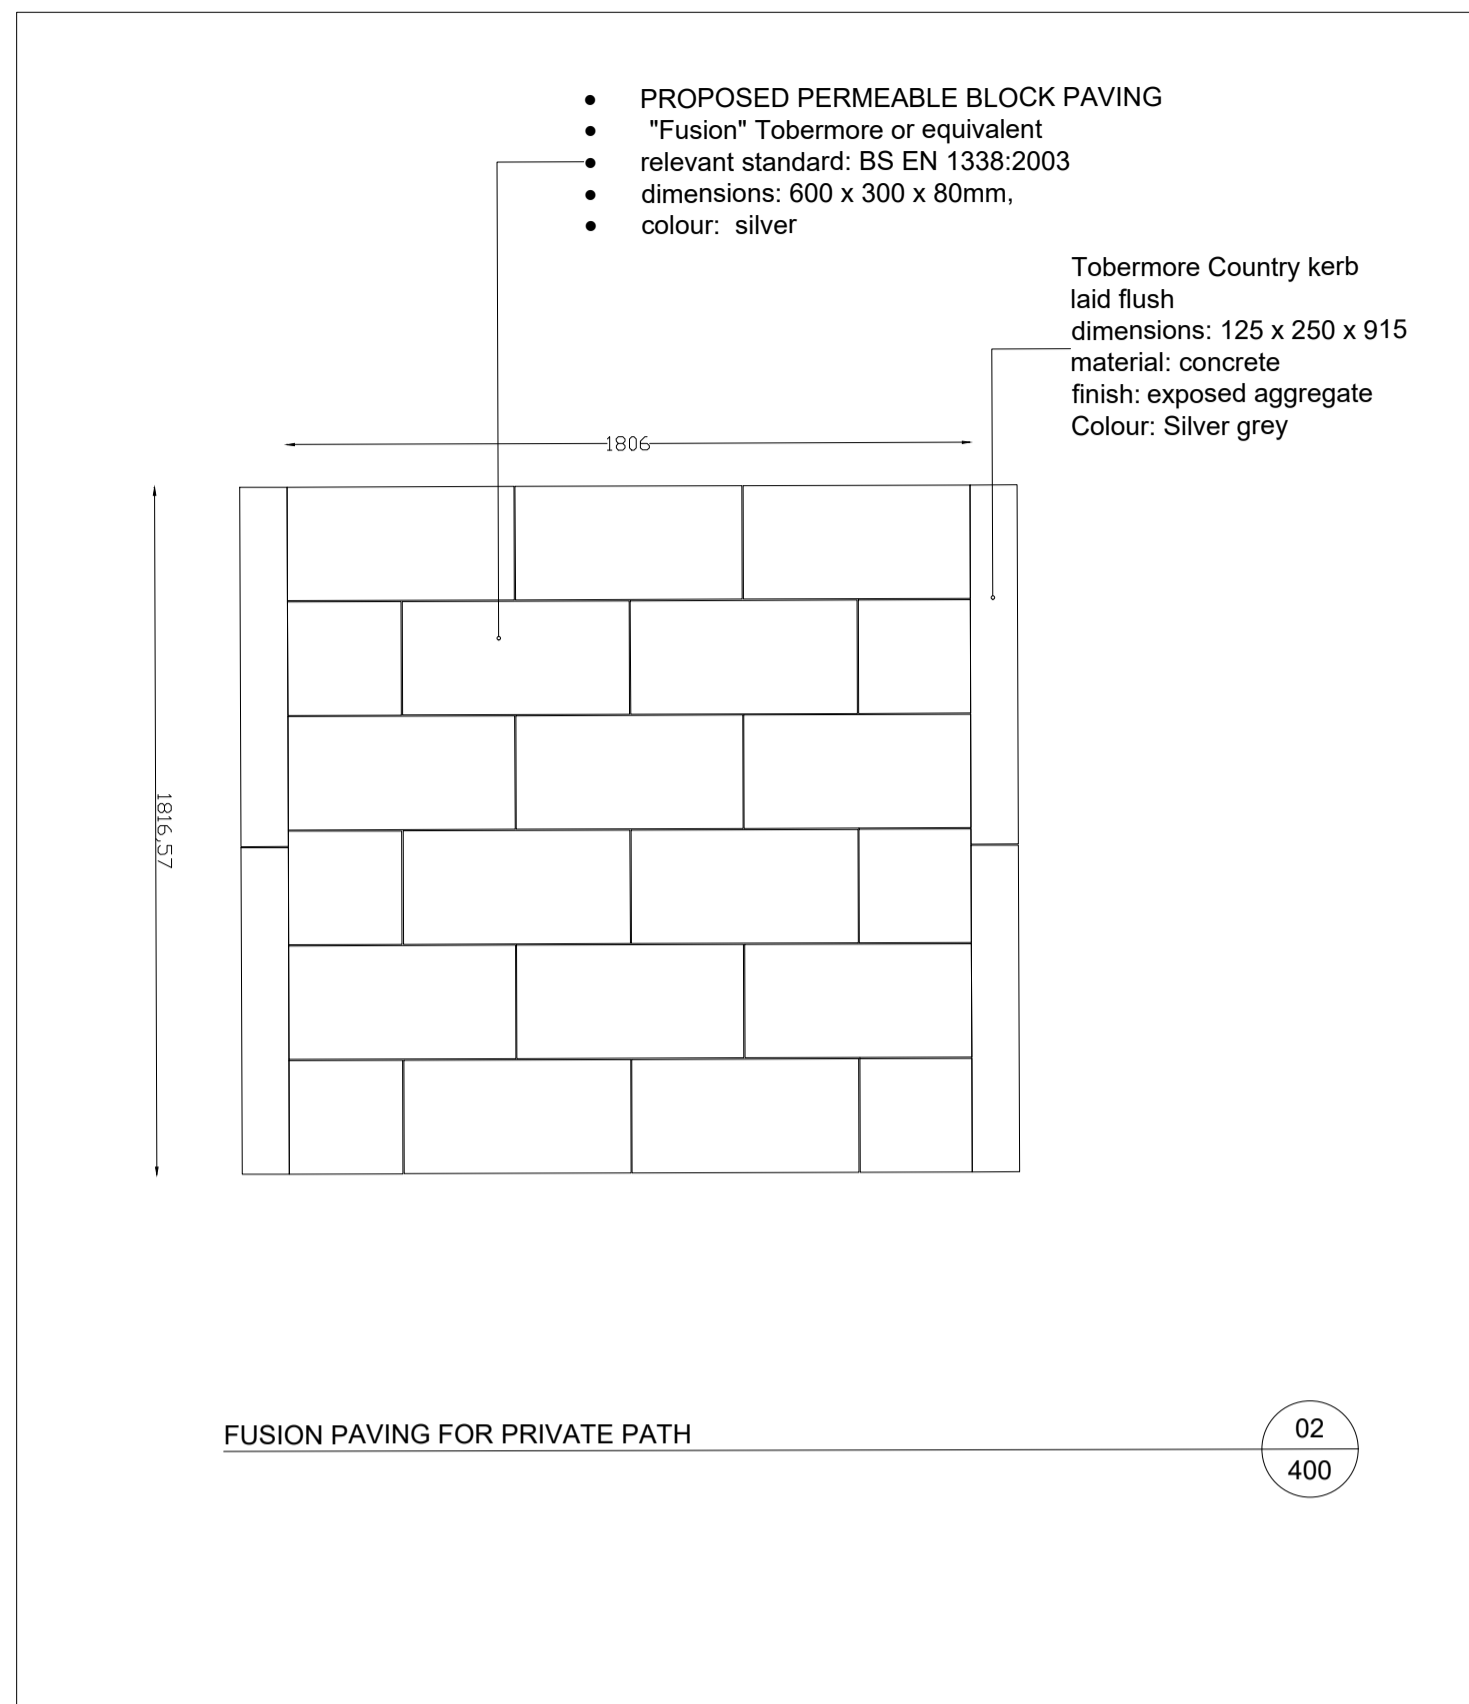 • PROPOSED PERMEABLE BLOCK PAVING
• "Fusion" Tobermore or equivalent
• relevant standard: BS EN 1338:2003
• dimensions: 600 x 300 x 80mm,
• colour: silver
Tobermore Country kerb
laid flush
dimensions: 125 x 250 x 915
material: concrete
finish: exposed aggregate
Colour: Silver grey
1806
1816,57
FUSION PAVING FOR PRIVATE PATH
02
400